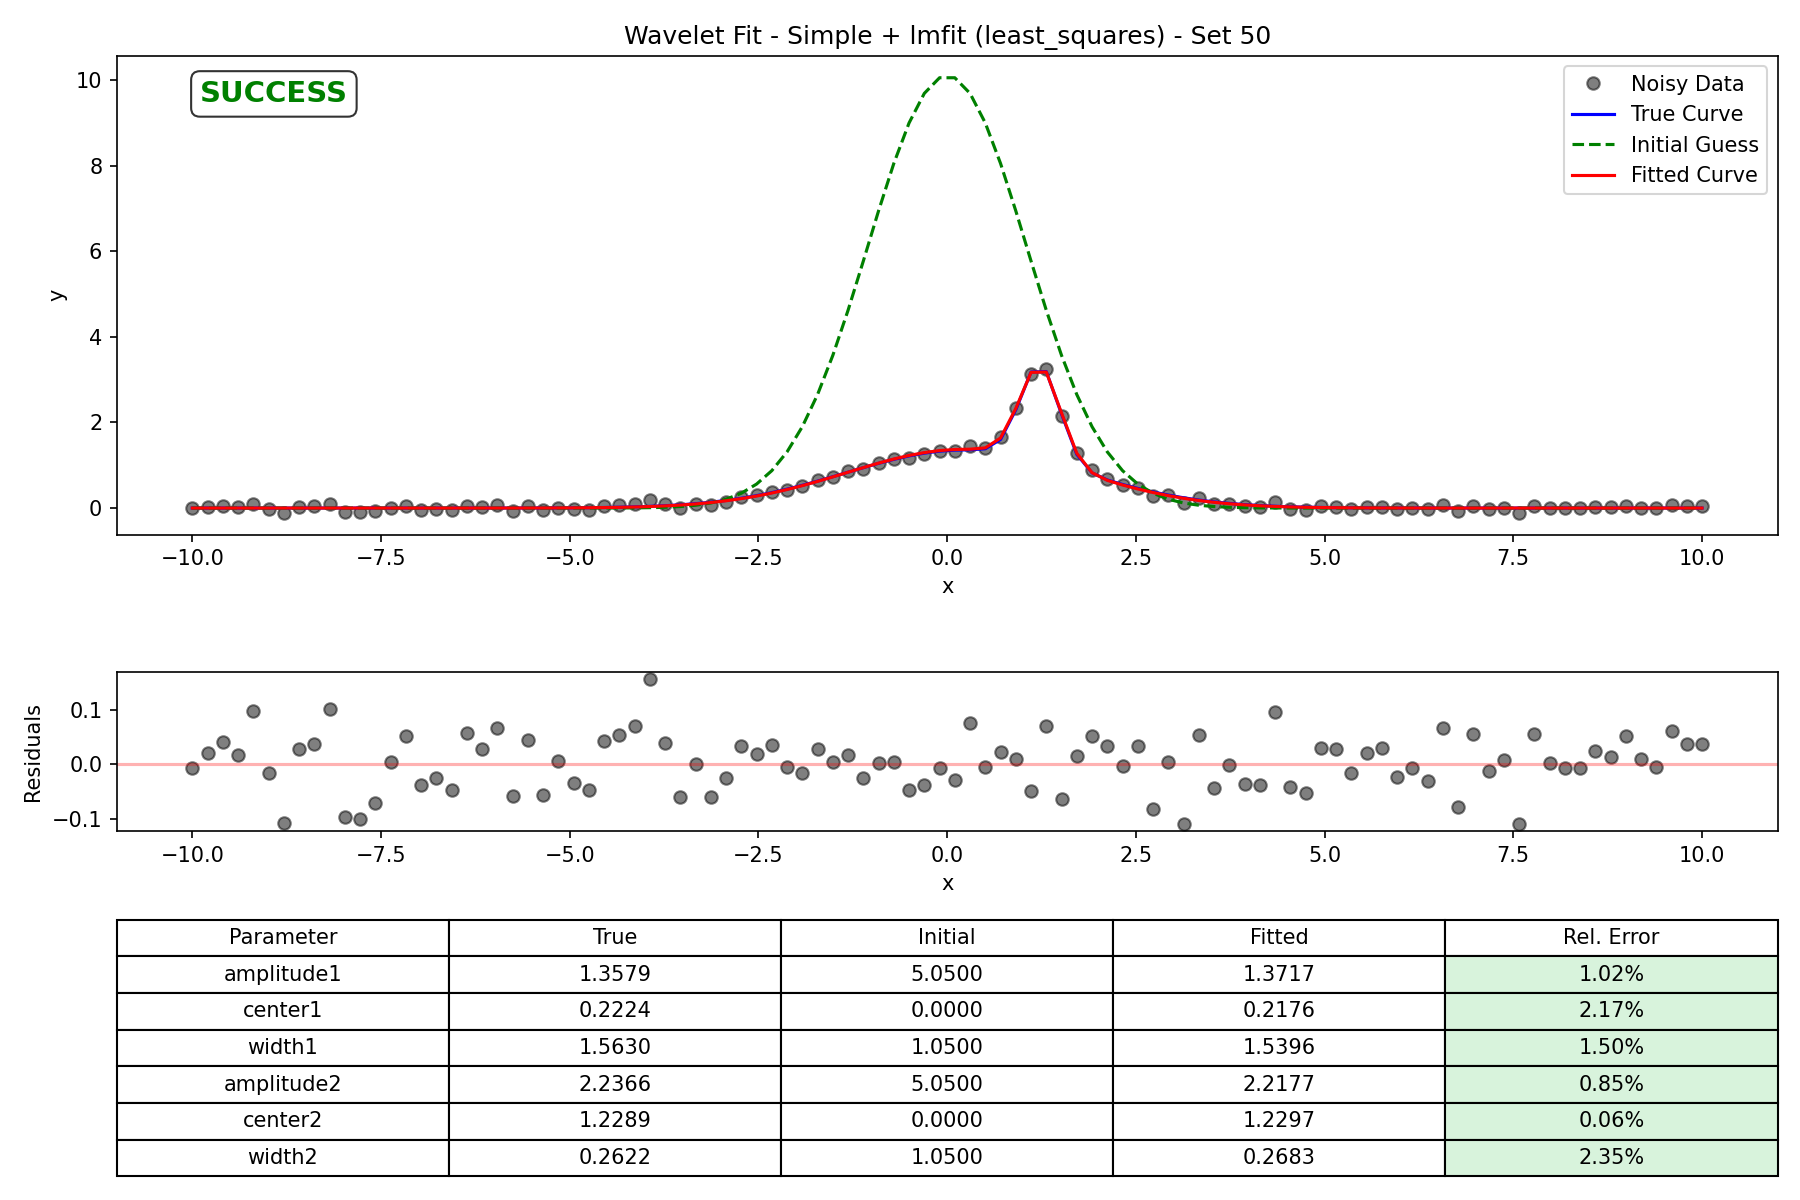 Wavelet Fit - Simple + lmfit (least_squares) - Set 50
SUCCESS
Noisy Data
True Curve
Initial Guess
Fitted Curve
y
10
8
6
4
2
0
−10.0 −7.5 −5.0 −2.5 0.0 2.5 5.0 7.5 10.0
x
Residuals
0.1
0.0
−0.1
−10.0 −7.5 −5.0 −2.5 0.0 2.5 5.0 7.5 10.0
x
Parameter True Initial Fitted Rel. Error
amplitude1 1.3579 5.0500 1.3717 1.02%
center1 0.2224 0.0000 0.2176 2.17%
width1 1.5630 1.0500 1.5396 1.50%
amplitude2 2.2366 5.0500 2.2177 0.85%
center2 1.2289 0.0000 1.2297 0.06%
width2 0.2622 1.0500 0.2683 2.35%